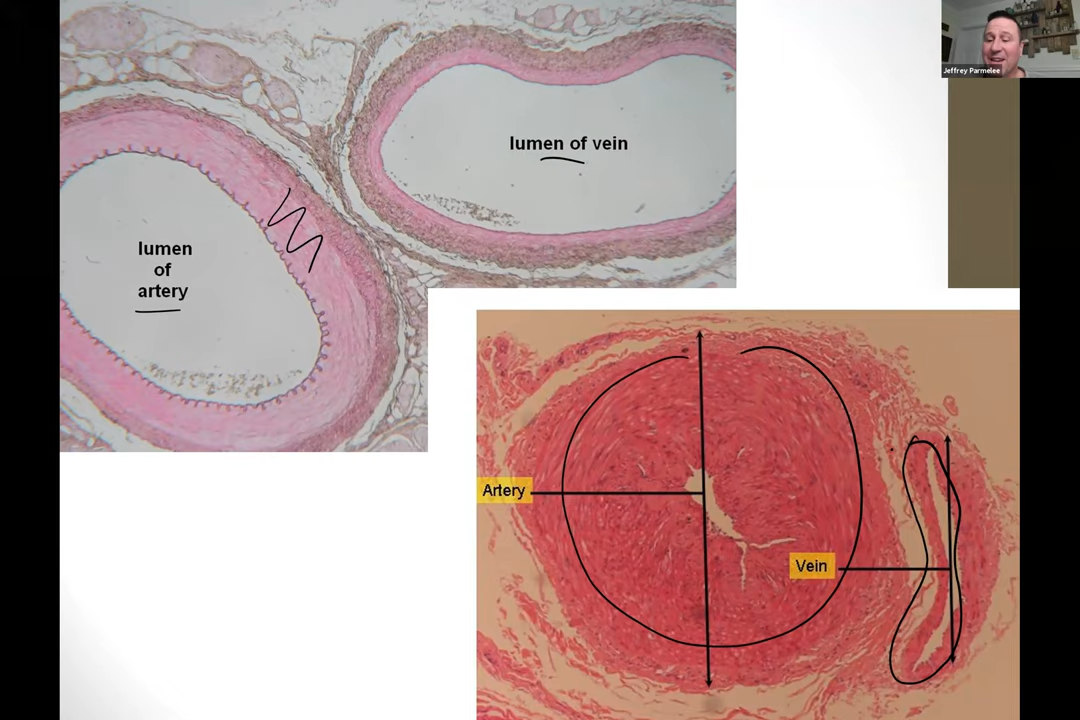 Jeffrey Parmelee
lumen of vein
lumen
of
artery
Artery
Vein